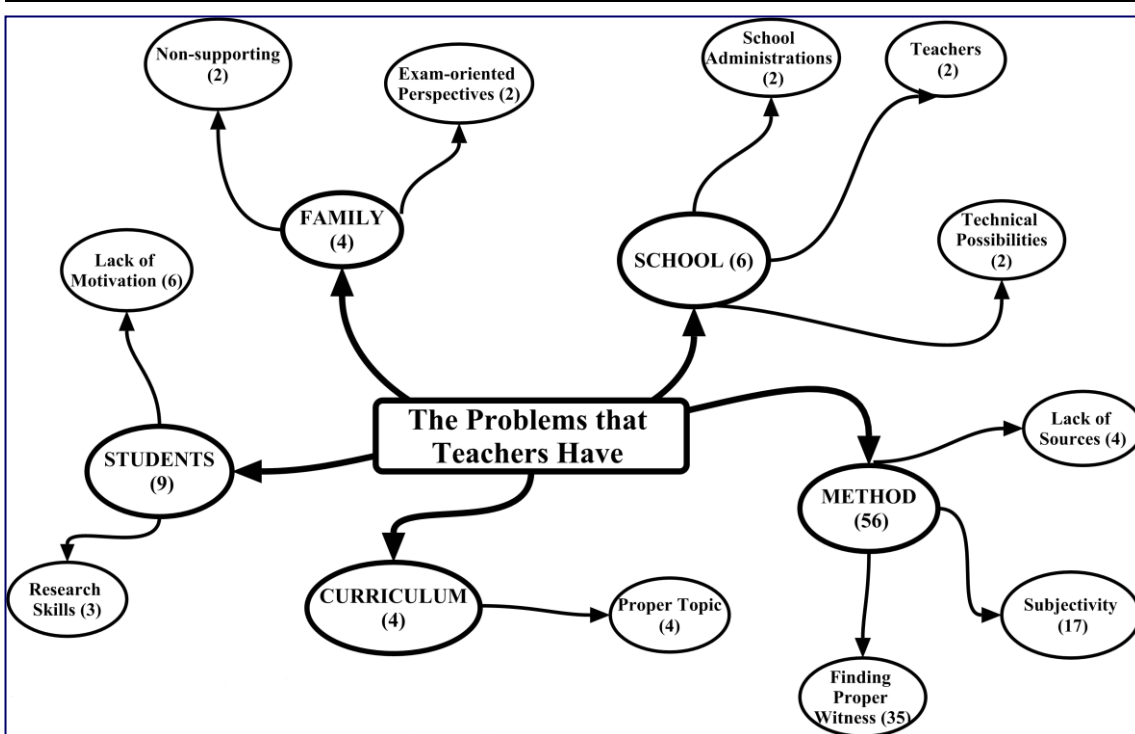 Non-supporting
(2)
Exam-oriented
Perspectives (2)
School
Administrations
(2)
Teachers
(2)
FAMILY
(4)
SCHOOL (6)
Technical
Possibilities
(2)
Lack of
Motivation (6)
The Problems that
Teachers Have
Lack of
Sources (4)
STUDENTS
(9)
METHOD
(56)
Research
Skills (3)
CURRICULUM
(4)
Proper Topic
(4)
Subjectivity
(17)
Finding
Proper
Witness (35)